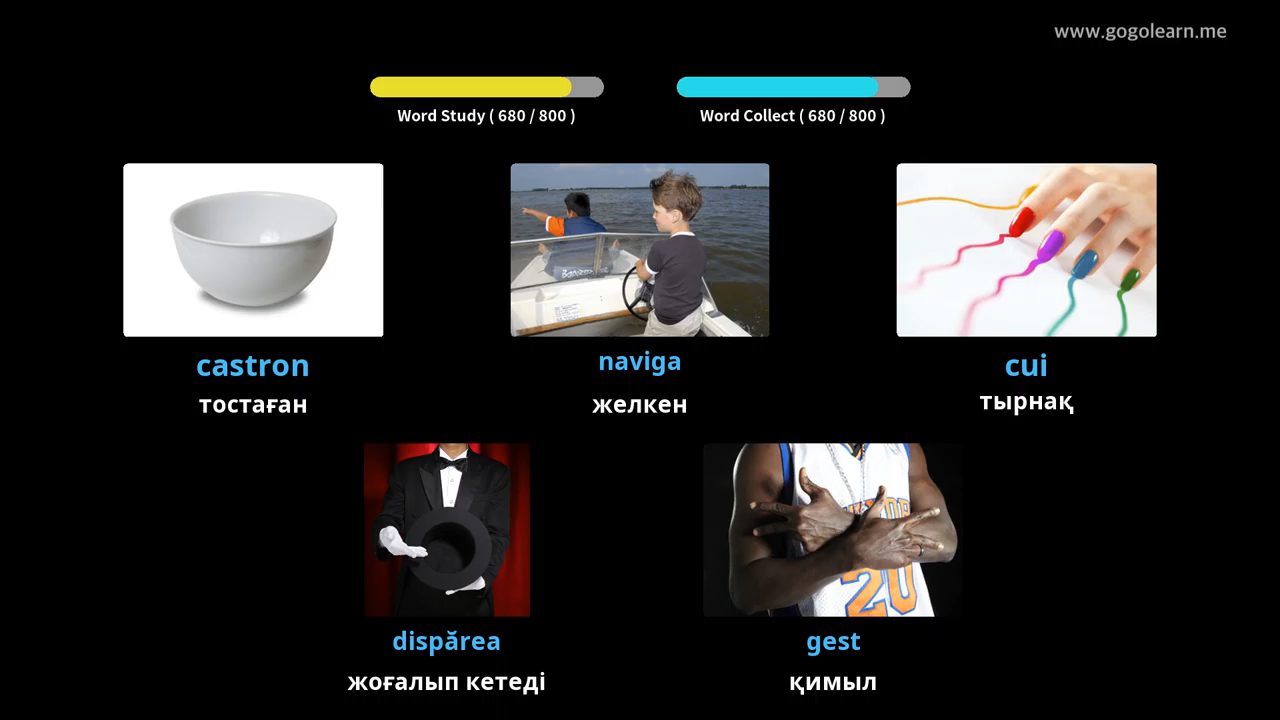 www.gogolearn.me
Word Study ( 680 / 800 )
Word Collect ( 680 / 800 )
castron
naviga
cui
тостаған
желкен
тырнақ
20
dispărea
gest
жоғалып кетеді
қимыл